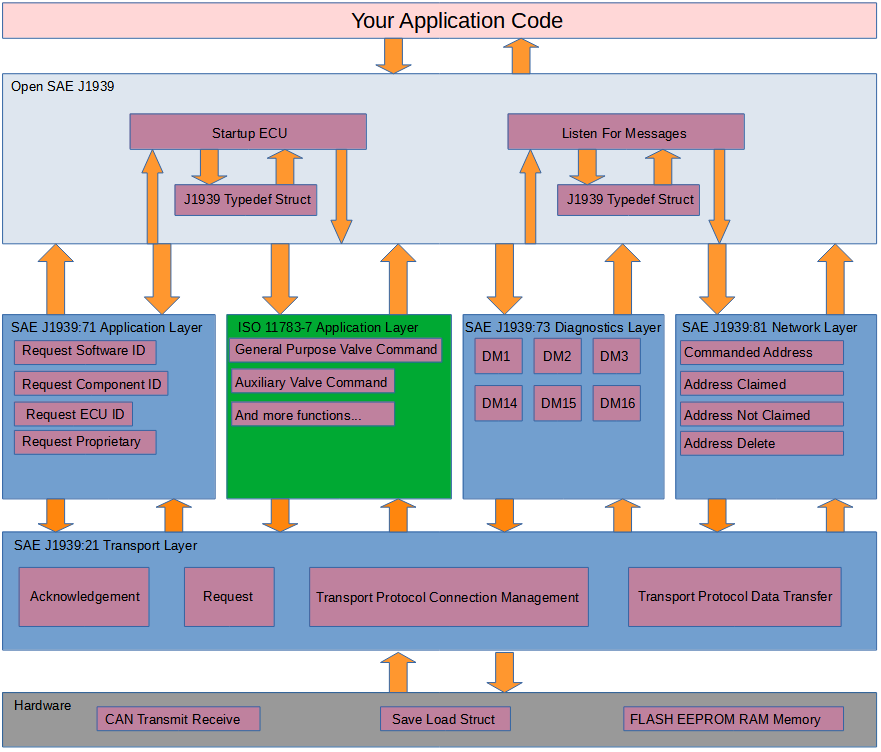 Your Application Code
Open SAE J1939
Startup ECU
Listen For Messages
J1939 Typedef Struct
J1939 Typedef Struct
SAE J1939:71 Application Layer
Request Software ID
Request Component ID
Request ECU ID
Request Proprietary
ISO 11783-7 Application Layer
General Purpose Valve Command
Auxiliary Valve Command
And more functions...
SAE J1939:73 Diagnostics Layer
DM1
DM2
DM3
DM14
DM15
DM16
SAE J1939:81 Network Layer
Commanded Address
Address Claimed
Address Not Claimed
Address Delete
SAE J1939:21 Transport Layer
Acknowledgement
Request
Transport Protocol Connection Management
Transport Protocol Data Transfer
Hardware
CAN Transmit Receive
Save Load Struct
FLASH EEPROM RAM Memory